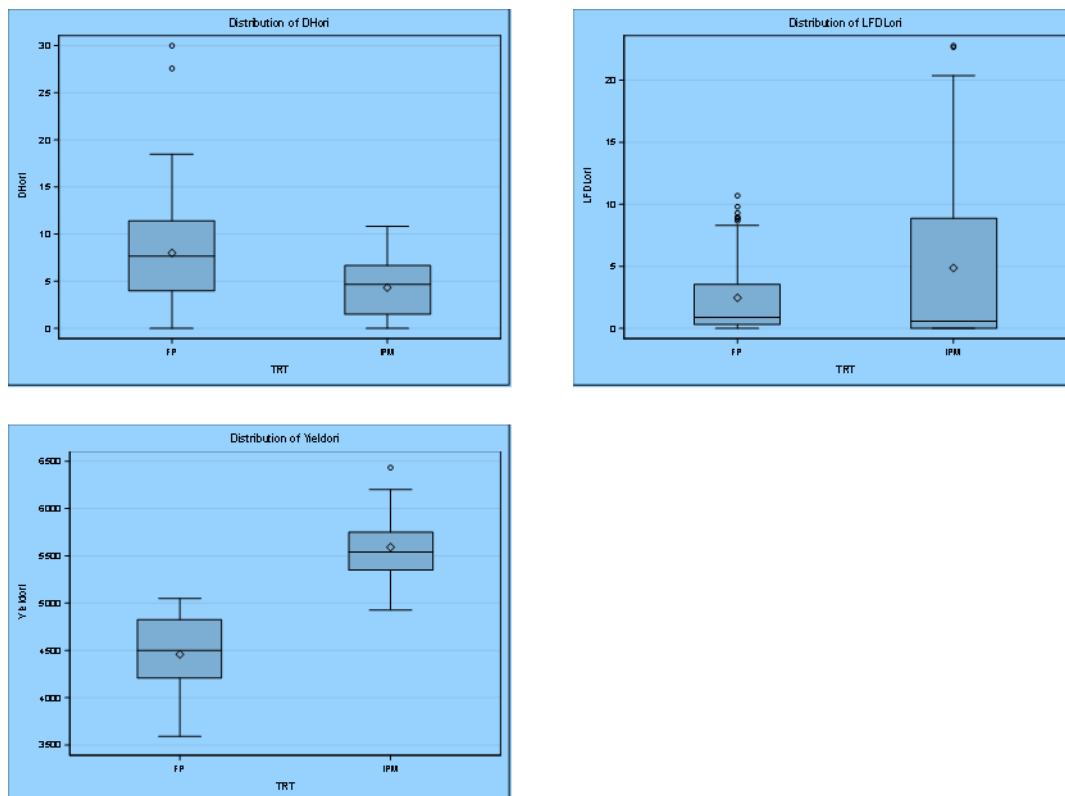 Distribution of DHori
30
25
20
15
10
5
0
DHori
FP
IPM
TRT
Distribution of LFDLori
20
15
10
5
0
LFDLori
FP
IPM
TRT
Distribution of Yieldori
6500
6000
5500
5000
4500
4000
3500
Yieldori
FP
IPM
TRT